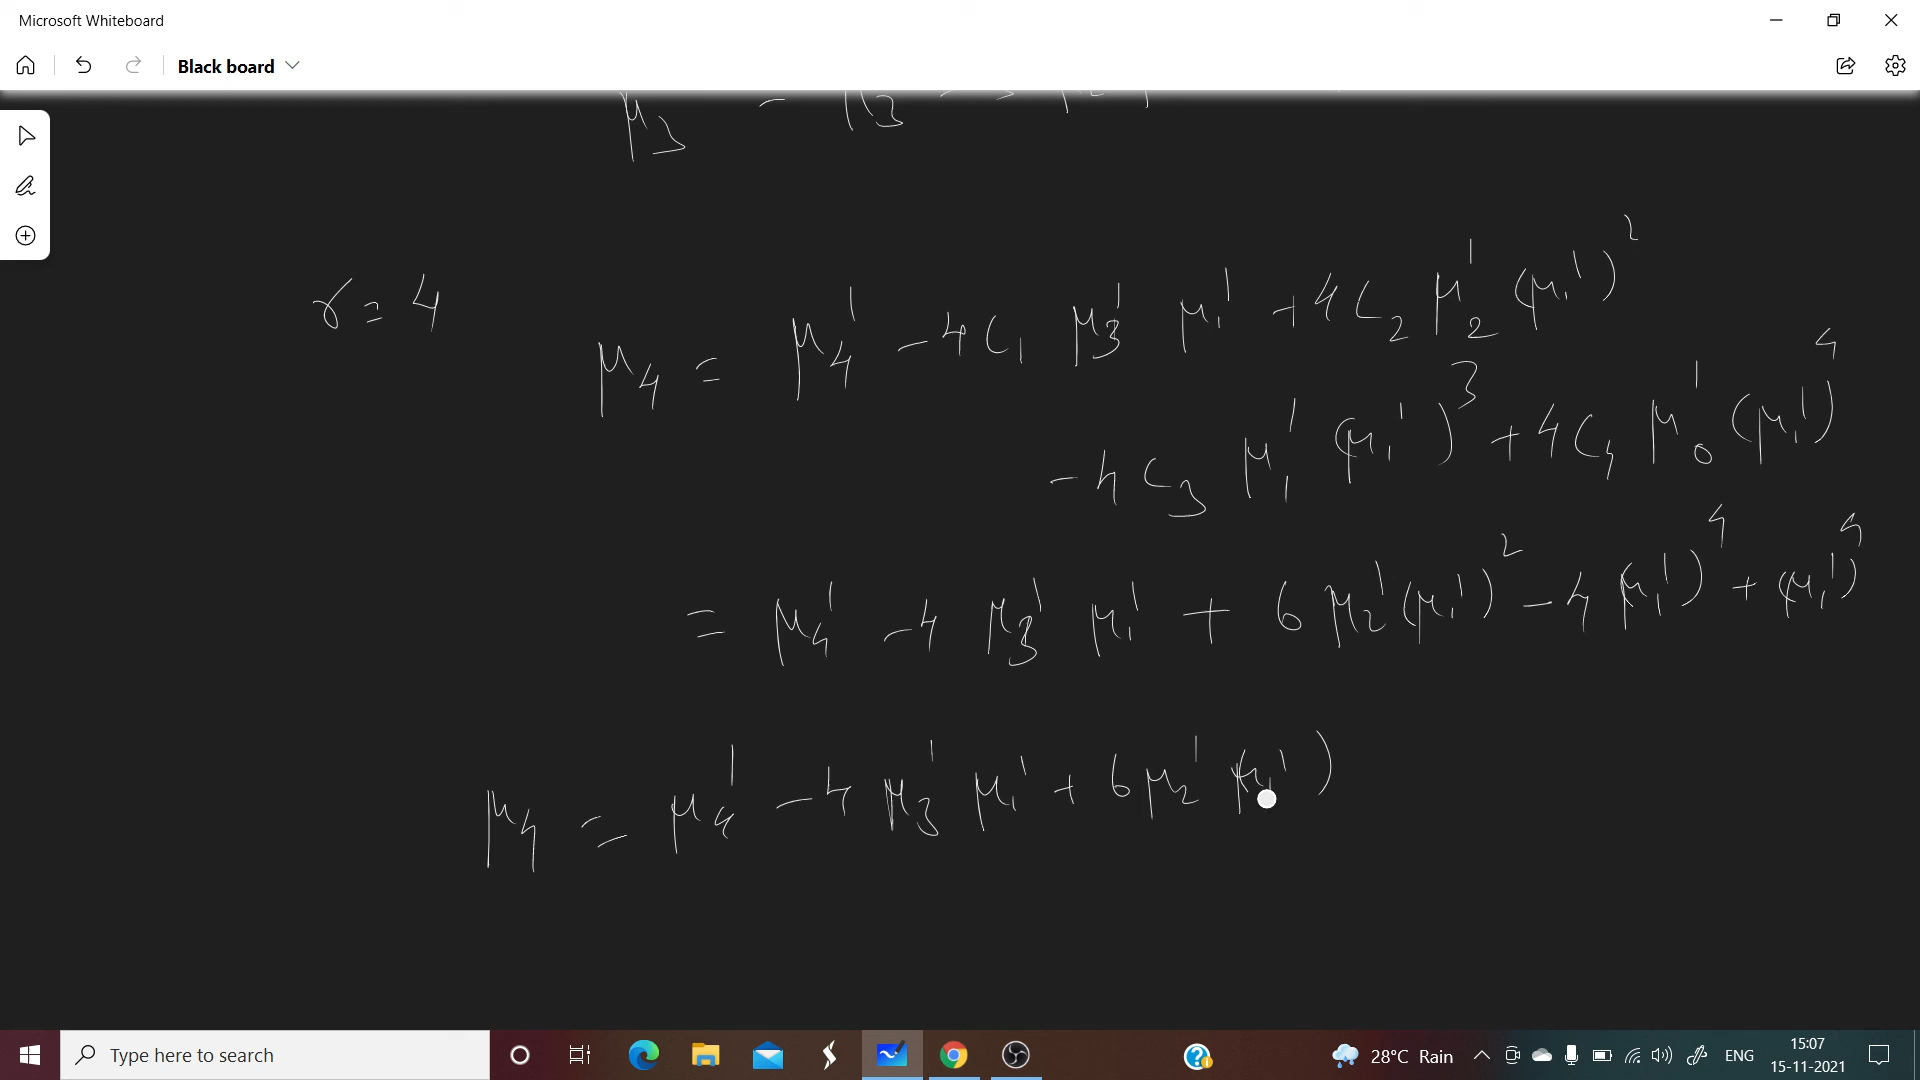 Microsoft Whiteboard
Black board
μ₃ = μ₃'
r = 4
μ₄ = μ₄' - 4C₁ μ₃' μ₁' + 4C₂ μ₂' (μ₁')²
- 4C₃ μ₁' (μ₁')³ + 4C₄ μ₀' (μ₁')⁴
= μ₄' - 4 μ₃' μ₁' + 6 μ₂' (μ₁')² - 4 (μ₁')⁴ + (μ₁')⁴
μ₄ = μ₄' - 4 μ₃' μ₁' + 6 μ₂' (μ₁')
Type here to search
28°C Rain
ENG
15:07
15-11-2021